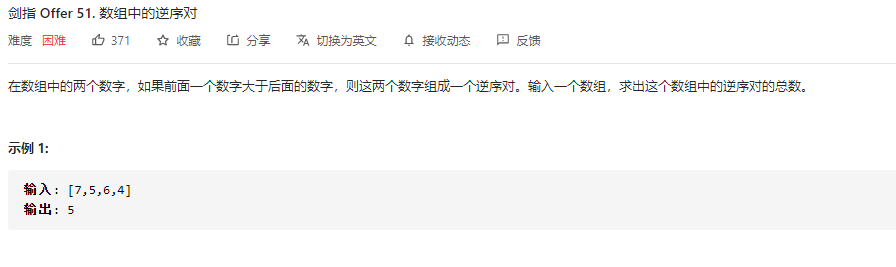 剑指 Offer 51. 数组中的逆序对
难度 困难 371 收藏 分享 切换为英文 接收动态 反馈
在数组中的两个数字，如果前面一个数字大于后面的数字，则这两个数字组成一个逆序对。输入一个数组，求出这个数组中的逆序对的总数。
示例 1:
输入: [7,5,6,4]
输出: 5